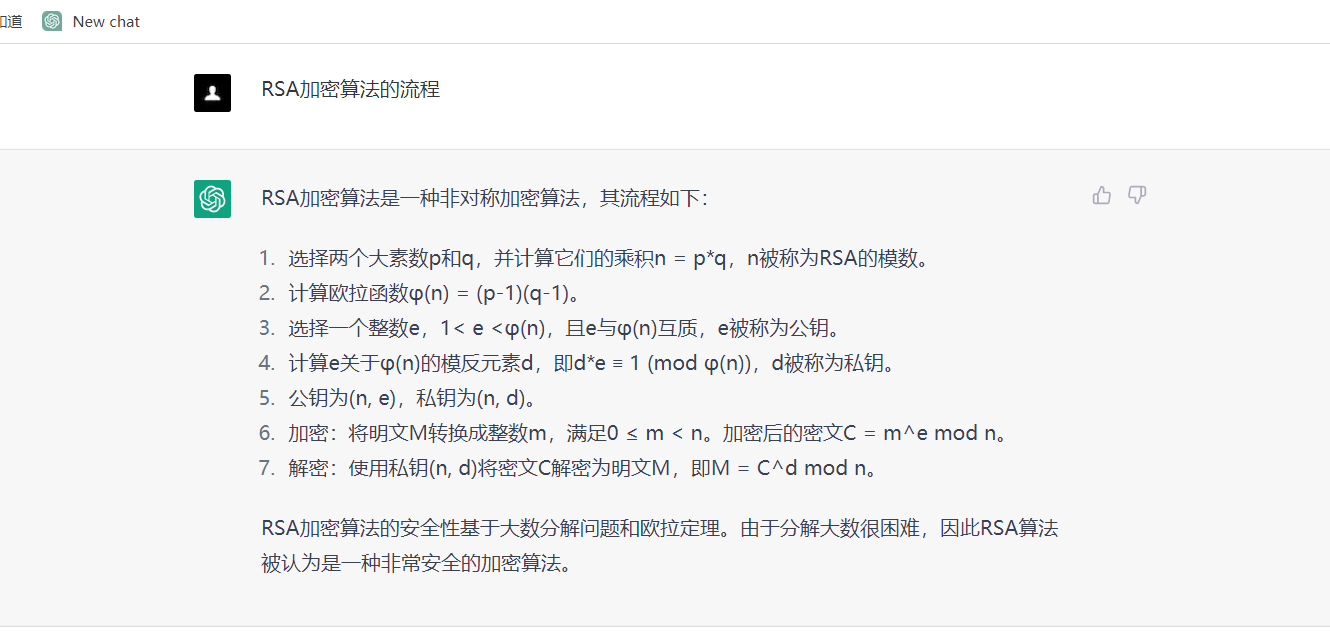 知道 New chat
RSA加密算法的流程
RSA加密算法是一种非对称加密算法，其流程如下：
1. 选择两个大素数p和q，并计算它们的乘积n = p*q，n被称为RSA的模数。
2. 计算欧拉函数φ(n) = (p-1)(q-1)。
3. 选择一个整数e，1< e <φ(n)，且e与φ(n)互质，e被称为公钥。
4. 计算e关于φ(n)的模反元素d，即d*e ≡ 1 (mod φ(n))，d被称为私钥。
5. 公钥为(n, e)，私钥为(n, d)。
6. 加密：将明文M转换成整数m，满足0 ≤ m < n。加密后的密文C = m^e mod n。
7. 解密：使用私钥(n, d)将密文C解密为明文M，即M = C^d mod n。
RSA加密算法的安全性基于大数分解问题和欧拉定理。由于分解大数很困难，因此RSA算法
被认为是一种非常安全的加密算法。